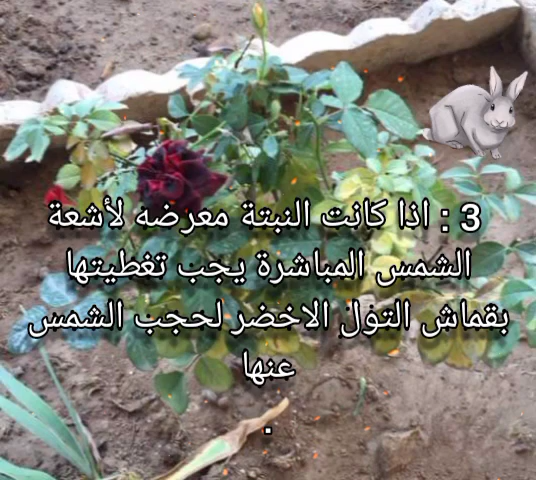 3 : اذا كانت النبتة معرضه لأشعة
الشمس المباشرة يجب تغطيتها
بقماش التول الاخضر لحجب الشمس
عنها
.